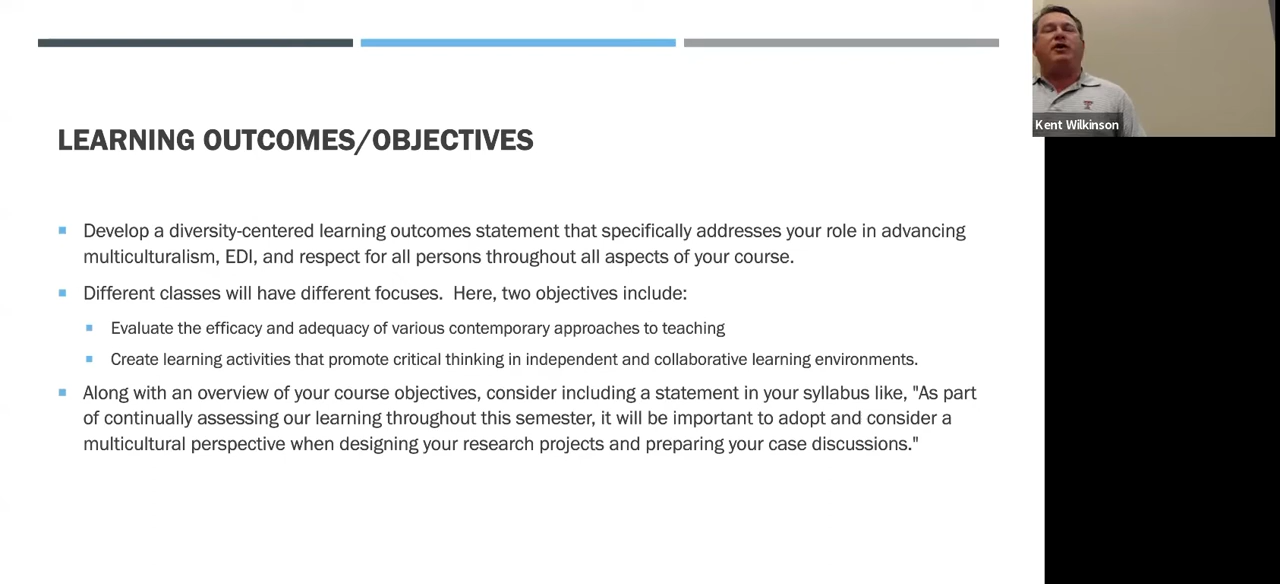 LEARNING OUTCOMES/OBJECTIVES
Develop a diversity-centered learning outcomes statement that specifically addresses your role in advancing
multiculturalism, EDI, and respect for all persons throughout all aspects of your course.
Different classes will have different focuses.  Here, two objectives include:
Evaluate the efficacy and adequacy of various contemporary approaches to teaching
Create learning activities that promote critical thinking in independent and collaborative learning environments.
Along with an overview of your course objectives, consider including a statement in your syllabus like, "As part
of continually assessing our learning throughout this semester, it will be important to adopt and consider a
multicultural perspective when designing your research projects and preparing your case discussions."
Kent Wilkinson